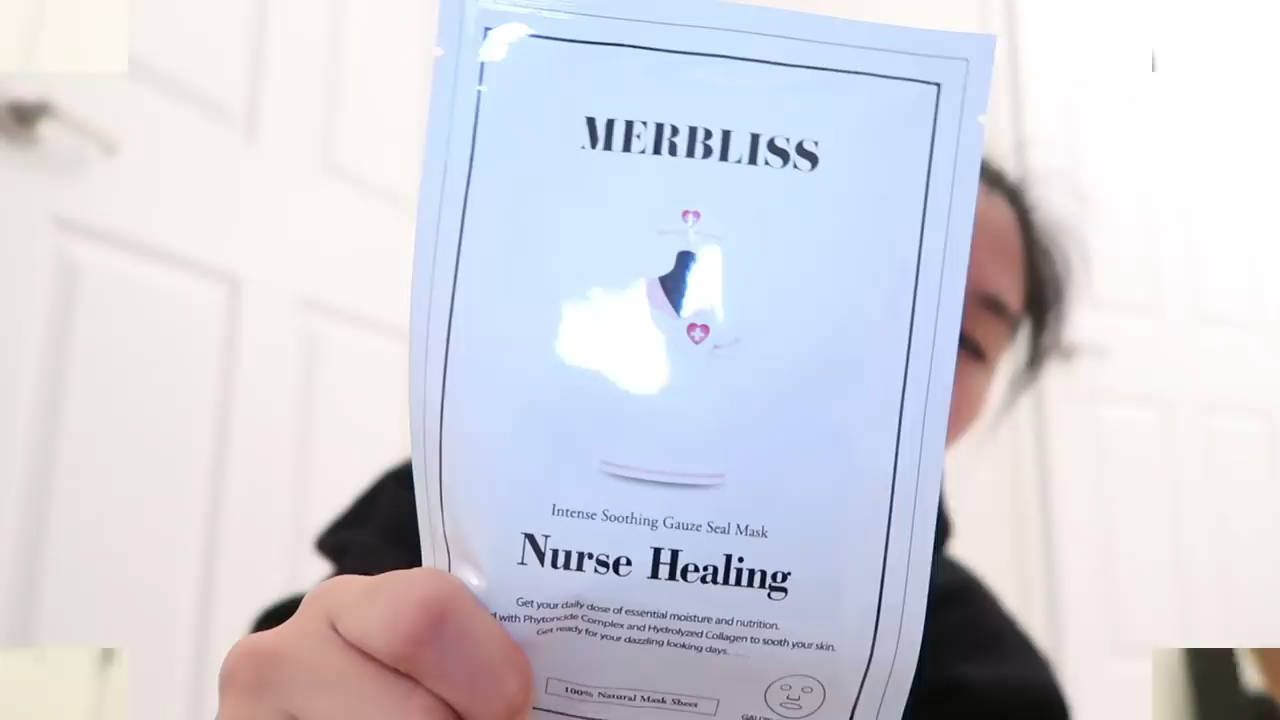 MERBLISS
Intense Soothing Gauze Seal Mask
Nurse Healing
Get your daily dose of essential moisture and nutrition.
with Phytoncide Complex and Hydrolyzed Collagen to sooth your skin.
Get ready for your dazzling looking days.
100% Natural Mask Sheet